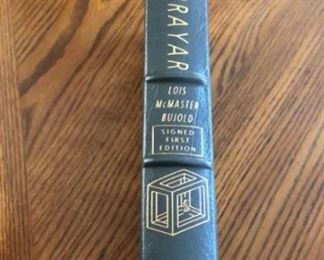 RAYAR
LOIS
McMASTER
BUJOLD
SIGNED
FIRST
EDITION